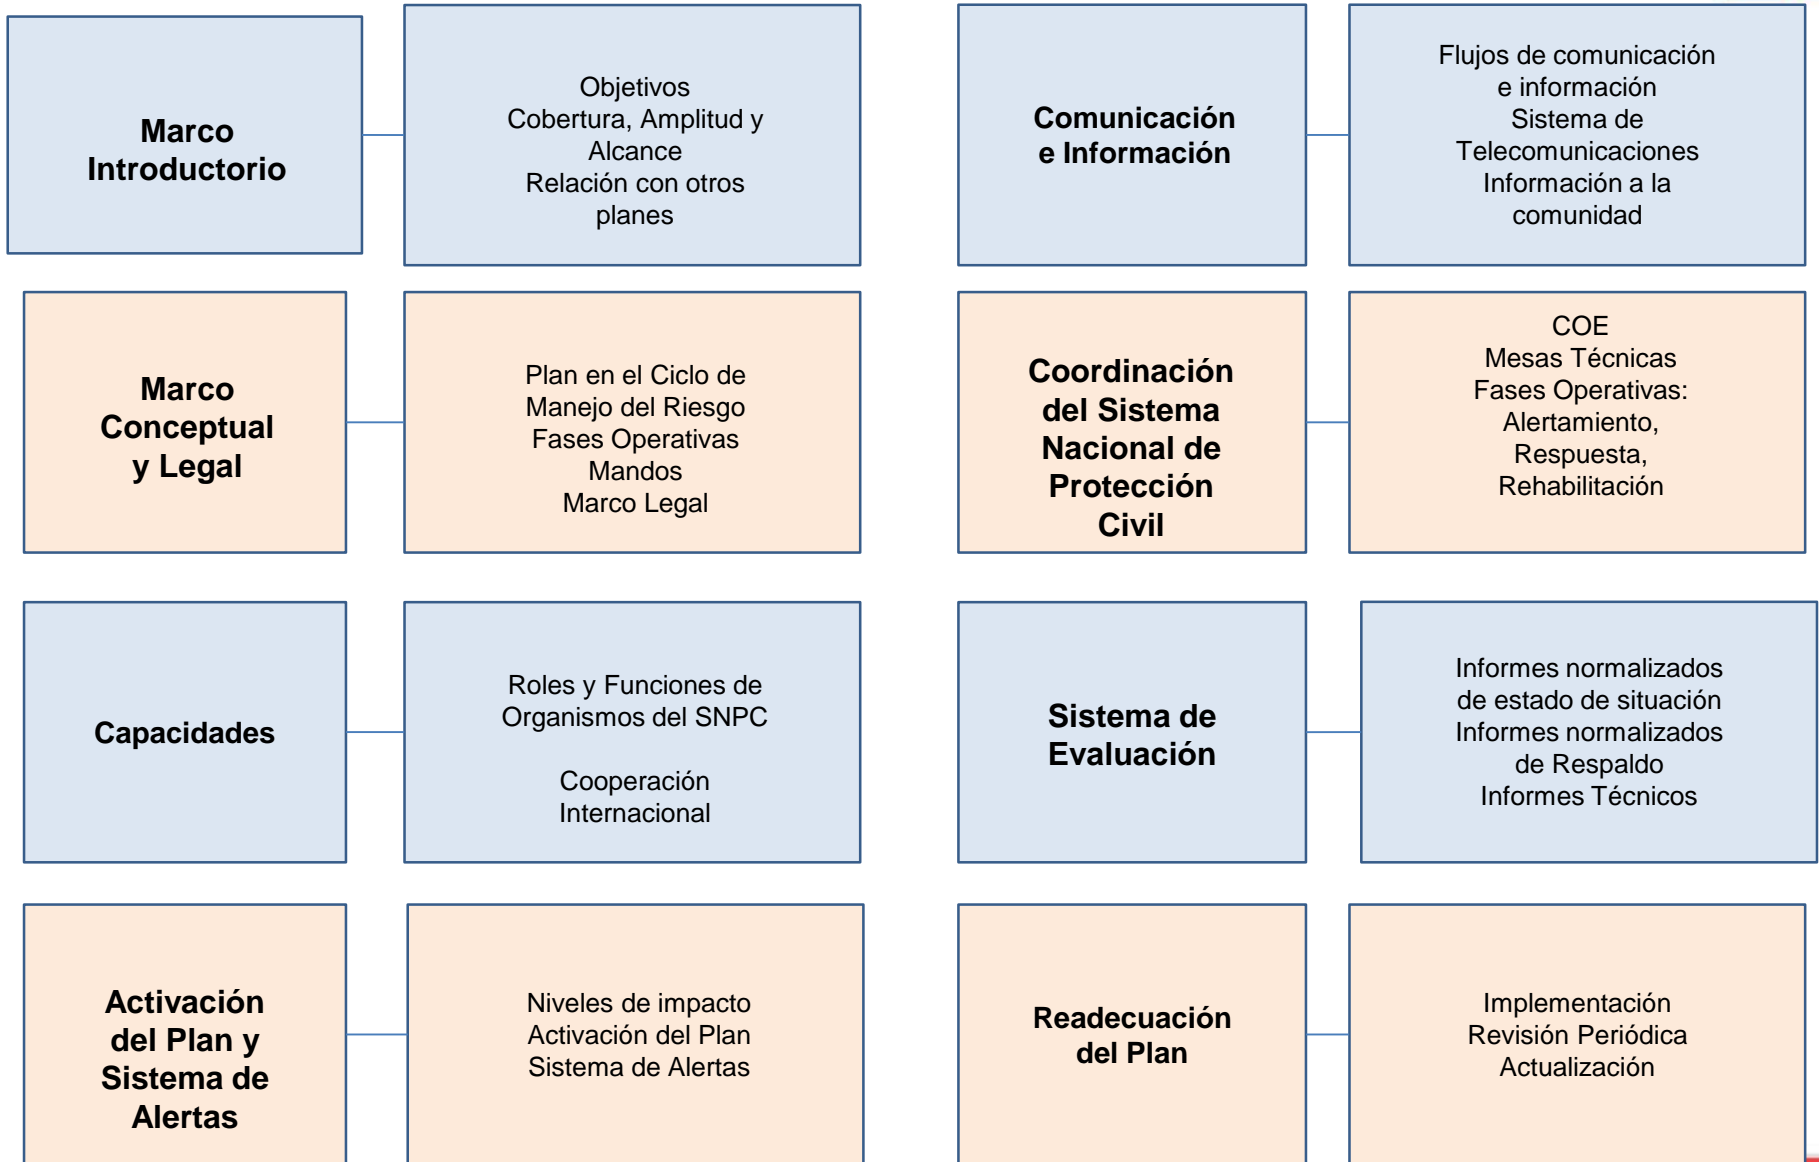 Marco
Introductorio
Objetivos
Cobertura, Amplitud y
Alcance
Relación con otros
planes
Marco
Conceptual
y Legal
Plan en el Ciclo de
Manejo del Riesgo
Fases Operativas
Mandos
Marco Legal
Capacidades
Roles y Funciones de
Organismos del SNPC
Cooperación
Internacional
Activación
del Plan y
Sistema de
Alertas
Niveles de impacto
Activación del Plan
Sistema de Alertas
Comunicación
e Información
Flujos de comunicación
e información
Sistema de
Telecomunicaciones
Información a la
comunidad
Coordinación
del Sistema
Nacional de
Protección
Civil
COE
Mesas Técnicas
Fases Operativas:
Alertamiento,
Respuesta,
Rehabilitación
Sistema de
Evaluación
Informes normalizados
de estado de situación
Informes normalizados
de Respaldo
Informes Técnicos
Readecuación
del Plan
Implementación
Revisión Periódica
Actualización